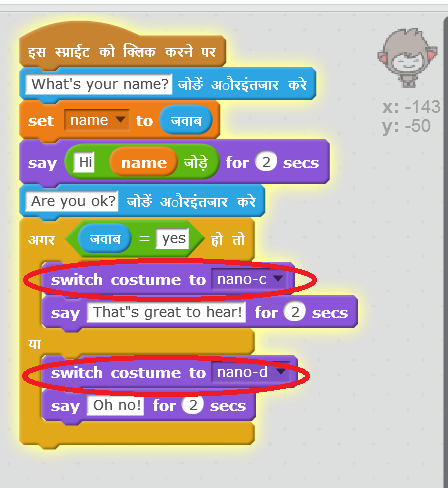 इस स्प्राईट को क्लिक करने पर
What's your name? जोङें अौरइंतजार करे
set name to जवाब
say Hi name जोड़े for 2 secs
Are you ok? जोङें अौरइंतजार करे
अगर जवाब = yes हो तो
switch costume to nano-c
say That"s great to hear! for 2 secs
या
switch costume to nano-d
say Oh no! for 2 secs
x: -143
y: -50